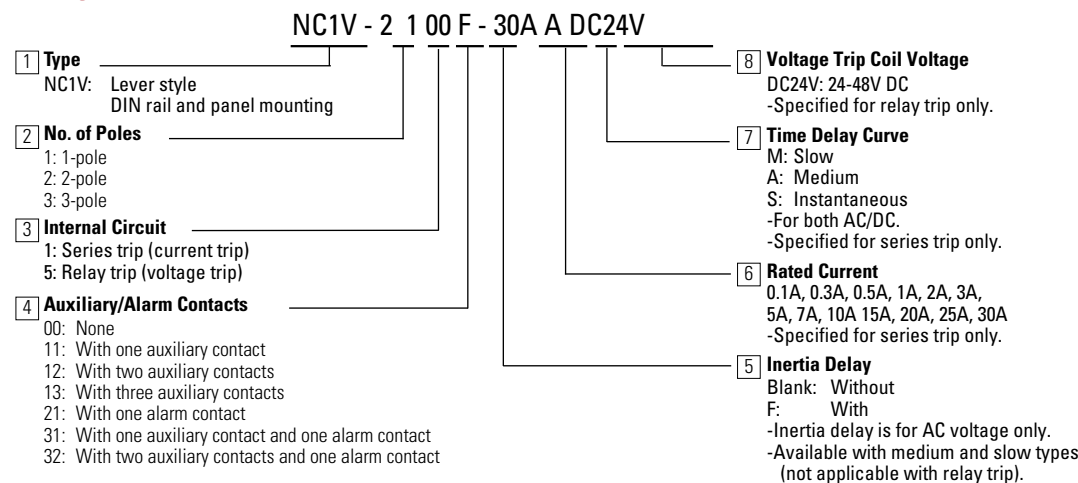 NC1V - 2 1 00 F - 30A A DC24V
1 Type
NC1V: Lever style
DIN rail and panel mounting
2 No. of Poles
1: 1-pole
2: 2-pole
3: 3-pole
3 Internal Circuit
1: Series trip (current trip)
5: Relay trip (voltage trip)
4 Auxiliary/Alarm Contacts
00: None
11: With one auxiliary contact
12: With two auxiliary contacts
13: With three auxiliary contacts
21: With one alarm contact
31: With one auxiliary contact and one alarm contact
32: With two auxiliary contacts and one alarm contact
8 Voltage Trip Coil Voltage
DC24V: 24-48V DC
-Specified for relay trip only.
7 Time Delay Curve
M: Slow
A: Medium
S: Instantaneous
-For both AC/DC.
-Specified for series trip only.
6 Rated Current
0.1A, 0.3A, 0.5A, 1A, 2A, 3A,
5A, 7A, 10A 15A, 20A, 25A, 30A
-Specified for series trip only.
5 Inertia Delay
Blank: Without
F: With
-Inertia delay is for AC voltage only.
-Available with medium and slow types
(not applicable with relay trip).